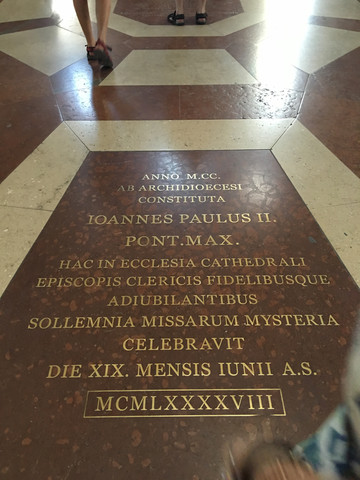 ANNO M.CC.
AB ARCHIDIOECESI
CONSTITUTA
IOANNES PAULUS II.
PONT.MAX.
HAC IN ECCLESIA CATHEDRALI
EPISCOPIS CLERICIS FIDELIBUSQUE
ADIUBILANTIBUS
SOLLEMNIA MISSARUM MYSTERIA
CELEBRAVIT
DIE XIX. MENSIS IUNII A.S.
MCMLXXXXVIII